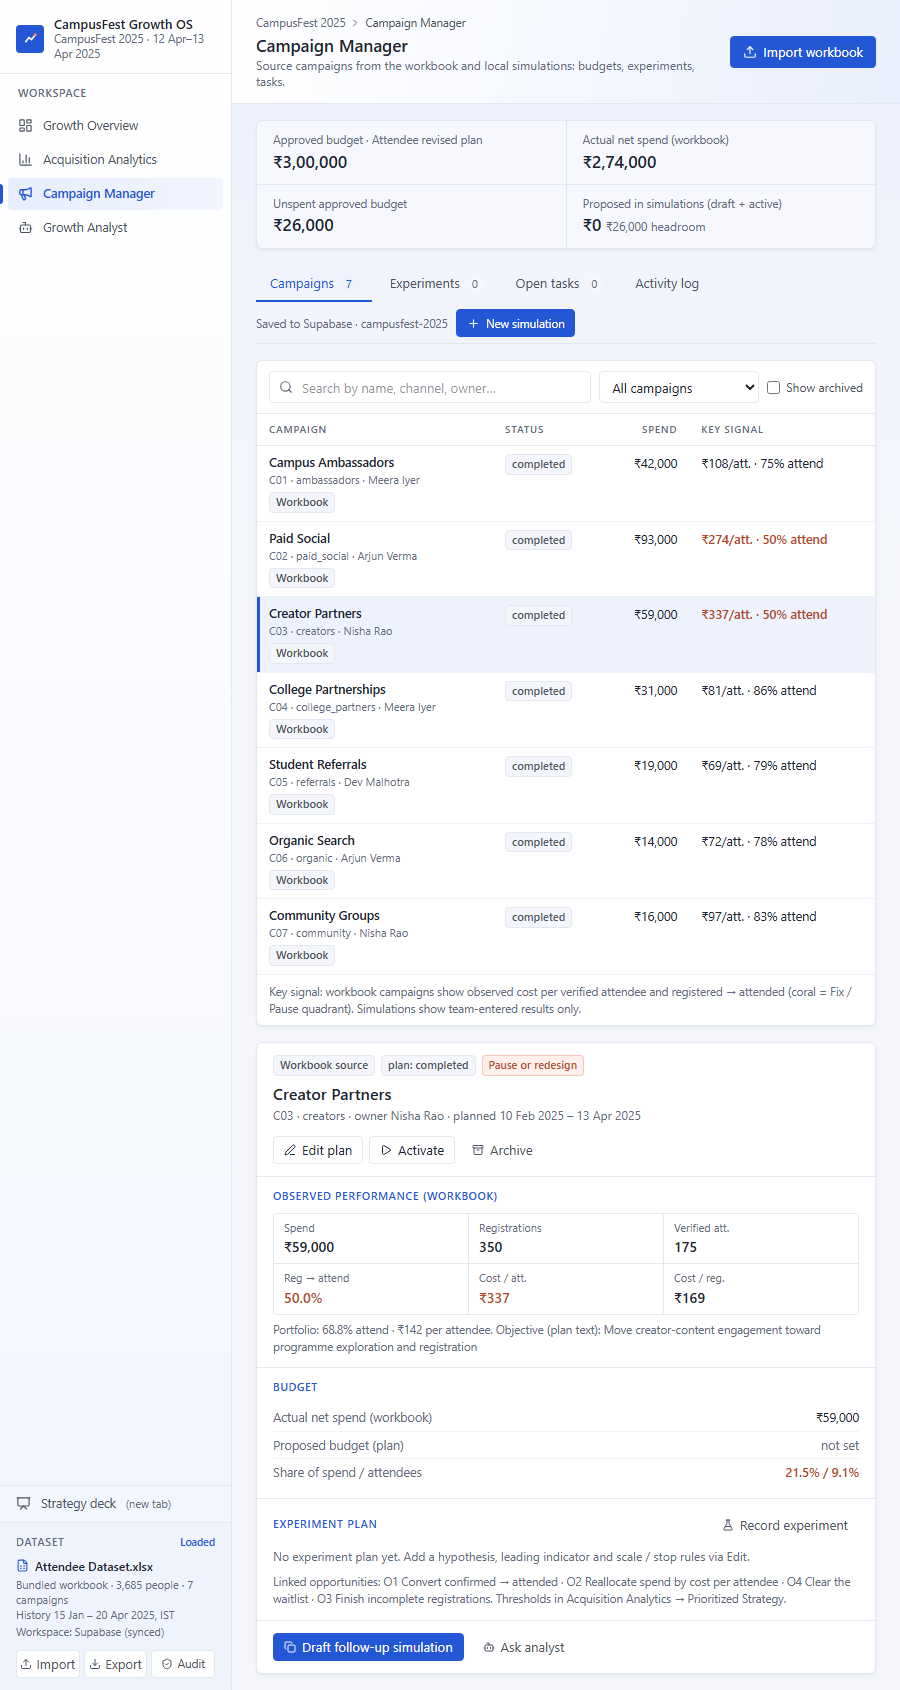 CampusFest Growth OS
CampusFest 2025 · 12 Apr–13
Apr 2025
WORKSPACE
Growth Overview
Acquisition Analytics
Campaign Manager
Growth Analyst
Strategy deck (new tab)
DATASET Loaded
Attendee Dataset.xlsx
Bundled workbook · 3,685 people · 7
campaigns
History 15 Jan – 20 Apr 2025, IST
Workspace: Supabase (synced)
Import Export Audit
CampusFest 2025 > Campaign Manager
Campaign Manager
Source campaigns from the workbook and local simulations: budgets, experiments,
tasks.
Import workbook
Approved budget · Attendee revised plan
₹3,00,000
Actual net spend (workbook)
₹2,74,000
Unspent approved budget
₹26,000
Proposed in simulations (draft + active)
₹0 ₹26,000 headroom
Campaigns 7 Experiments 0 Open tasks 0 Activity log
Saved to Supabase · campusfest-2025 + New simulation
Search by name, channel, owner... All campaigns Show archived
CAMPAIGN STATUS SPEND KEY SIGNAL
Campus Ambassadors completed ₹42,000 ₹108/att. · 75% attend
C01 · ambassadors · Meera Iyer
Workbook
Paid Social completed ₹93,000 ₹274/att. · 50% attend
C02 · paid_social · Arjun Verma
Workbook
Creator Partners completed ₹59,000 ₹337/att. · 50% attend
C03 · creators · Nisha Rao
Workbook
College Partnerships completed ₹31,000 ₹81/att. · 86% attend
C04 · college_partners · Meera Iyer
Workbook
Student Referrals completed ₹19,000 ₹69/att. · 79% attend
C05 · referrals · Dev Malhotra
Workbook
Organic Search completed ₹14,000 ₹72/att. · 78% attend
C06 · organic · Arjun Verma
Workbook
Community Groups completed ₹16,000 ₹97/att. · 83% attend
C07 · community · Nisha Rao
Workbook
Key signal: workbook campaigns show observed cost per verified attendee and registered → attended (coral = Fix /
Pause quadrant). Simulations show team-entered results only.
Workbook source plan: completed Pause or redesign
Creator Partners
C03 · creators · owner Nisha Rao · planned 10 Feb 2025 – 13 Apr 2025
Edit plan Activate Archive
OBSERVED PERFORMANCE (WORKBOOK)
Spend Registrations Verified att.
₹59,000 350 175
Reg → attend Cost / att. Cost / reg.
50.0% ₹337 ₹169
Portfolio: 68.8% attend · ₹142 per attendee. Objective (plan text): Move creator-content engagement toward
programme exploration and registration
BUDGET
Actual net spend (workbook) ₹59,000
Proposed budget (plan) not set
Share of spend / attendees 21.5% / 9.1%
EXPERIMENT PLAN Record experiment
No experiment plan yet. Add a hypothesis, leading indicator and scale / stop rules via Edit.
Linked opportunities: O1 Convert confirmed → attended · O2 Reallocate spend by cost per attendee · O4 Clear the
waitlist · O3 Finish incomplete registrations. Thresholds in Acquisition Analytics → Prioritized Strategy.
Draft follow-up simulation Ask analyst